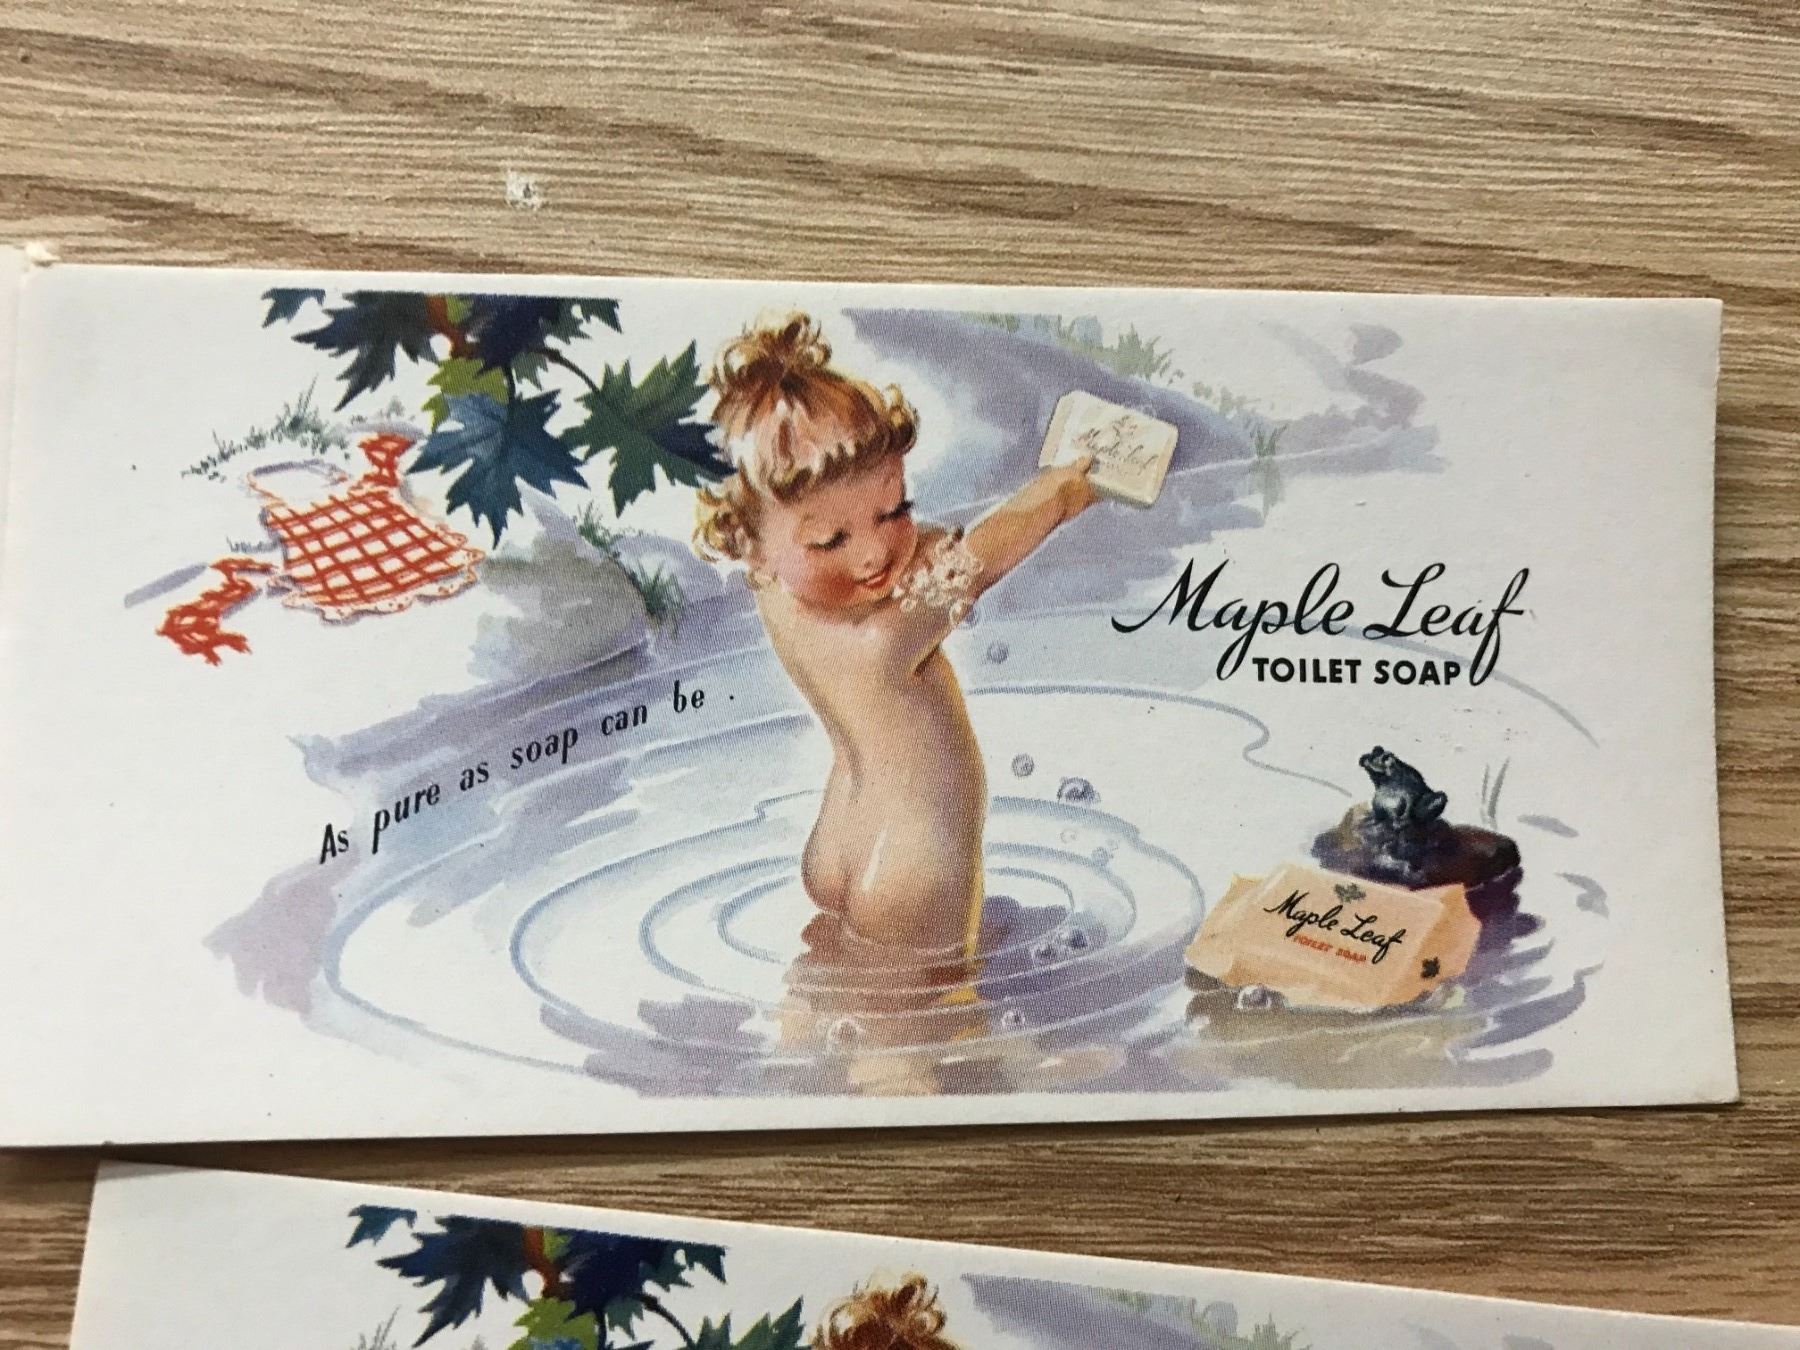 Maple Leaf
Maple Leaf
TOILET SOAP
As pure as soap can be .
Maple Leaf
TOILET SOAP